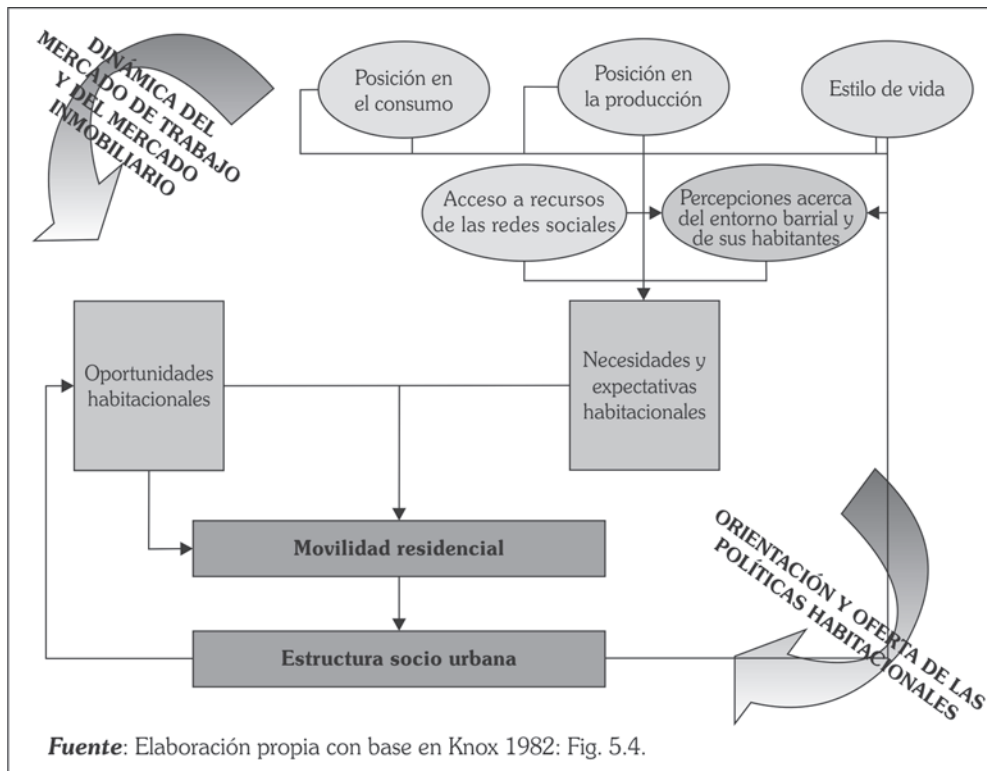 DINÁMICA DEL
MERCADO DE TRABAJO
Y DEL MERCADO
INMOBILIARIO
Posición en
el consumo
Posición en
la producción
Estilo de vida
Acceso a recursos
de las redes sociales
Percepciones acerca
del entorno barrial y
de sus habitantes
Oportunidades
habitacionales
Necesidades y
expectativas
habitacionales
Movilidad residencial
Estructura socio urbana
ORIENTACIÓN Y OFERTA DE LAS
POLÍTICAS HABITACIONALES
Fuente: Elaboración propia con base en Knox 1982: Fig. 5.4.